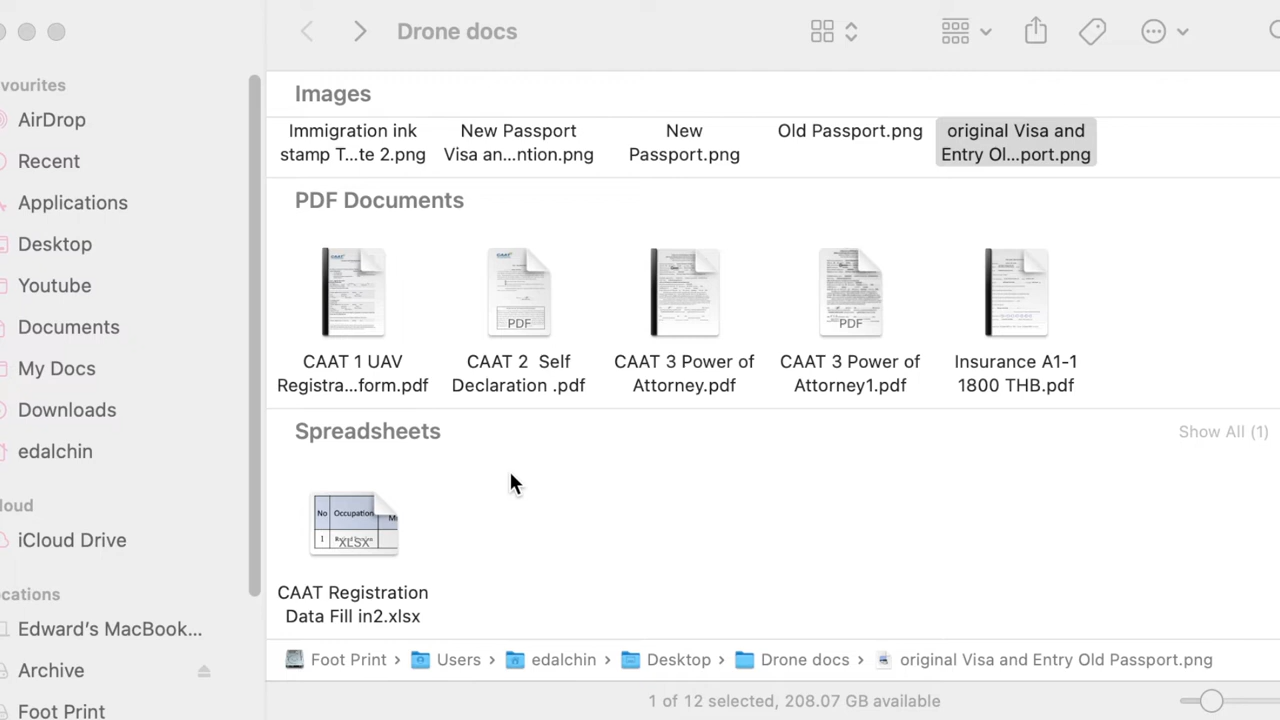 Drone docs
vourites
AirDrop
Recent
Applications
Desktop
Youtube
Documents
My Docs
Downloads
edalchin
loud
iCloud Drive
cations
Edward's MacBook...
Archive
Foot Print
Images
Immigration ink
stamp T...te 2.png
New Passport
Visa an...ntion.png
New
Passport.png
Old Passport.png
original Visa and
Entry Ol...port.png
PDF Documents
PDF
PDF
CAAT 1 UAV
Registra...form.pdf
CAAT 2 Self
Declaration .pdf
CAAT 3 Power of
Attorney.pdf
CAAT 3 Power of
Attorney1.pdf
Insurance A1-1
1800 THB.pdf
Spreadsheets
Show All (1)
No Occupation M
1
XLSX
CAAT Registration
Data Fill in2.xlsx
Foot Print › Users › edalchin › Desktop › Drone docs › original Visa and Entry Old Passport.png
1 of 12 selected, 208.07 GB available